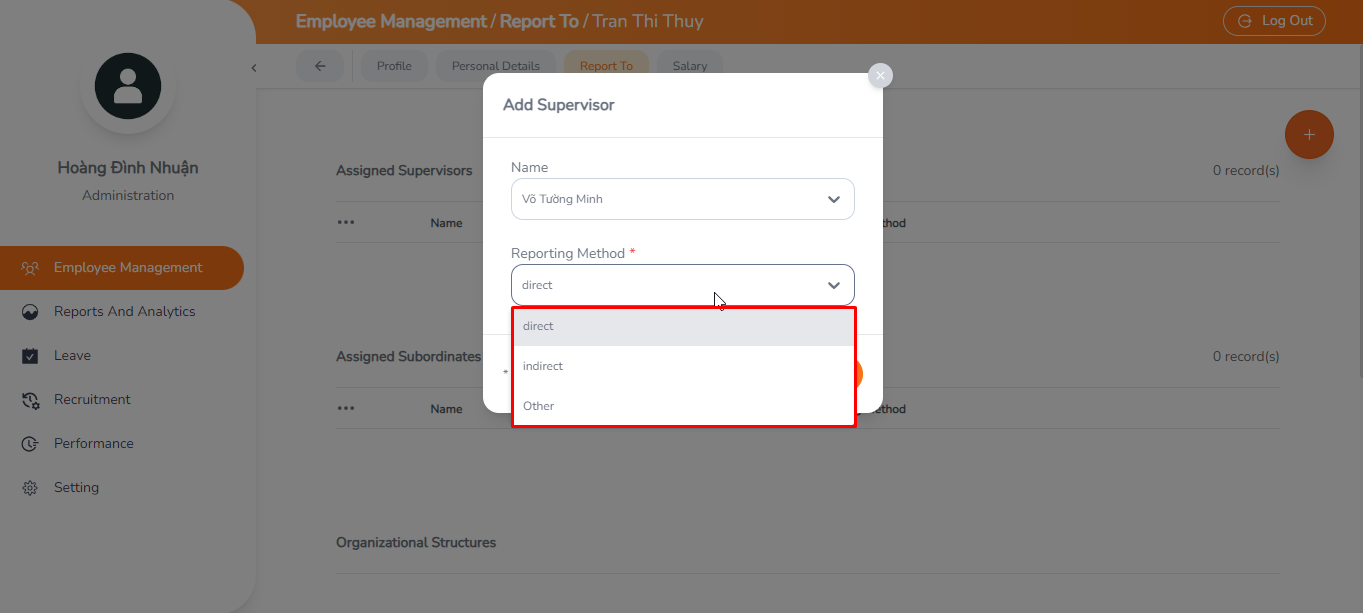 Employee Management / Report To / Tran Thi Thuy
Log Out
Hoàng Đình Nhuận
Administration
Employee Management
Reports And Analytics
Leave
Recruitment
Performance
Setting
Profile
Personal Details
Report To
Salary
Add Supervisor
Name
Võ Tường Minh
Reporting Method *
direct
direct
indirect
Other
*
Assigned Supervisors
0 record(s)
Name
Assigned Subordinates
0 record(s)
Name
Organizational Structures